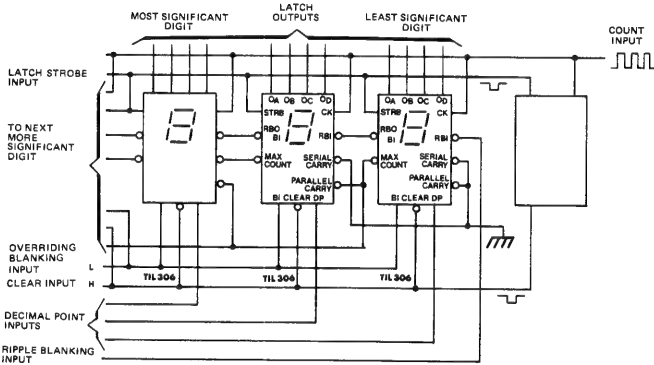 MOST SIGNIFICANT
DIGIT
LATCH
OUTPUTS
LEAST SIGNIFICANT
DIGIT
COUNT
INPUT
LATCH STROBE
INPUT
QA QB QC QD
STRB CK
RBO
BI
RBI
MAX
COUNT
SERIAL
CARRY
PARALLEL
CARRY
BI CLEAR DP
QA QB QC QD
STRB CK
RBO
BI
RBI
MAX
COUNT
SERIAL
CARRY
PARALLEL
CARRY
BI CLEAR DP
TO NEXT
MORE
SIGNIFICANT
DIGIT
OVERRIDING
BLANKING
INPUT L
TIL306 TIL306 TIL306
CLEAR INPUT H
DECIMAL POINT
INPUTS
RIPPLE BLANKING
INPUT